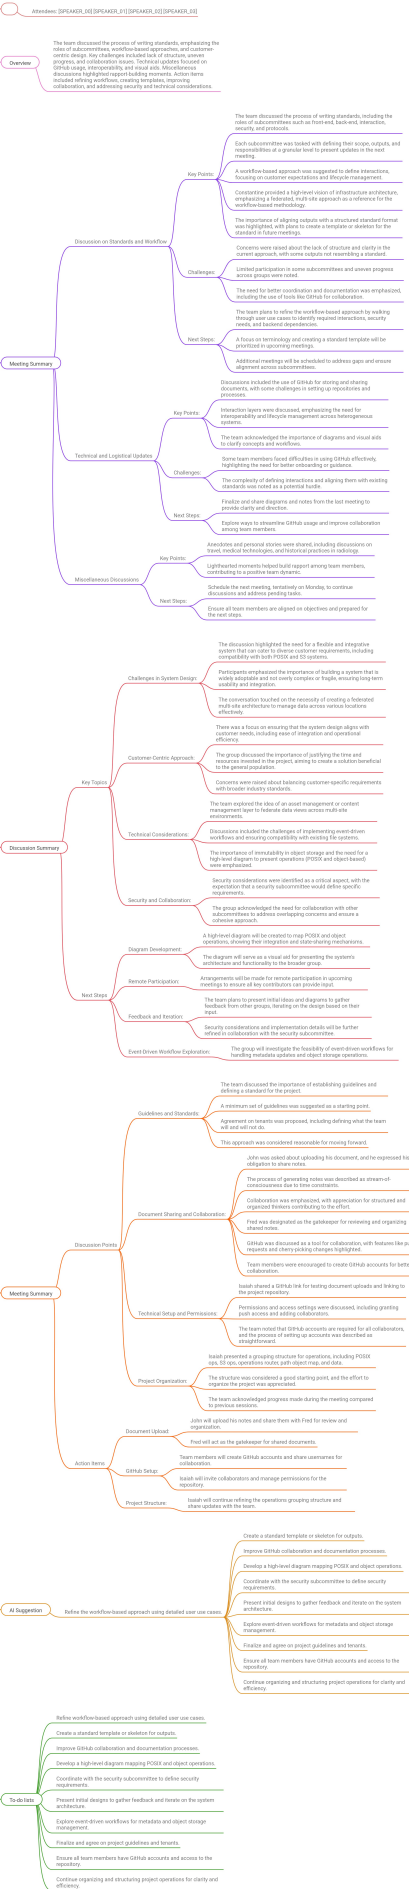 Attendees: [SPEAKER_00] [SPEAKER_01] [SPEAKER_02] [SPEAKER_03]
Overview
The team discussed the process of writing standards, emphasizing the
roles of subcommittees, workflow-based approaches, and customer-
centric design. Key challenges included lack of structure, uneven
progress, and collaboration issues. Technical updates focused on
GitHub usage, interoperability, and visual aids. Miscellaneous
discussions highlighted rapport-building moments. Action items
included refining workflows, creating templates, improving
collaboration, and addressing security and technical considerations.
Meeting Summary
Discussion on Standards and Workflow
Key Points:
The team discussed the process of writing standards, including the
roles of subcommittees such as front-end, back-end, interaction,
security, and protocols.
Each subcommittee was tasked with defining their scope, outputs, and
responsibilities at a granular level to present updates in the next
meeting.
A workflow-based approach was suggested to define interactions,
focusing on customer expectations and lifecycle management.
Constantine provided a high-level vision of infrastructure architecture,
emphasizing a federated, multi-site approach as a reference for the
workflow-based methodology.
The importance of aligning outputs with a structured standard format
was highlighted, with plans to create a template or skeleton for the
standard in future meetings.
Challenges:
Concerns were raised about the lack of structure and clarity in the
current approach, with some outputs not resembling a standard.
Limited participation in some subcommittees and uneven progress
across groups were noted.
The need for better coordination and documentation was emphasized,
including the use of tools like GitHub for collaboration.
Next Steps:
The team plans to refine the workflow-based approach by walking
through user use cases to identify required interactions, security
needs, and backend dependencies.
A focus on terminology and creating a standard template will be
prioritized in upcoming meetings.
Additional meetings will be scheduled to address gaps and ensure
alignment across subcommittees.
Technical and Logistical Updates
Key Points:
Discussions included the use of GitHub for storing and sharing
documents, with some challenges in setting up repositories and
processes.
Interaction layers were discussed, emphasizing the need for
interoperability and lifecycle management across heterogeneous
systems.
The team acknowledged the importance of diagrams and visual aids
to clarify concepts and workflows.
Challenges:
Some team members faced difficulties in using GitHub effectively,
highlighting the need for better onboarding or guidance.
The complexity of defining interactions and aligning them with existing
standards was noted as a potential hurdle.
Next Steps:
Finalize and share diagrams and notes from the last meeting to
provide clarity and direction.
Explore ways to streamline GitHub usage and improve collaboration
among team members.
Miscellaneous Discussions
Key Points:
Anecdotes and personal stories were shared, including discussions on
travel, medical technologies, and historical practices in radiology.
Lighthearted moments helped build rapport among team members,
contributing to a positive team dynamic.
Next Steps:
Schedule the next meeting, tentatively on Monday, to continue
discussions and address pending tasks.
Ensure all team members are aligned on objectives and prepared for
the next steps.
Discussion Summary
Key Topics
Challenges in System Design:
The discussion highlighted the need for a flexible and integrative
system that can cater to diverse customer requirements, including
compatibility with both POSIX and S3 systems.
Participants emphasized the importance of building a system that is
widely adoptable and not overly complex or fragile, ensuring long-term
usability and integration.
The conversation touched on the necessity of creating a federated
multi-site architecture to manage data across various locations
effectively.
Customer-Centric Approach:
There was a focus on ensuring that the system design aligns with
customer needs, including ease of integration and operational
efficiency.
The group discussed the importance of justifying the time and
resources invested in the project, aiming to create a solution beneficial
to the general population.
Concerns were raised about balancing customer-specific requirements
with broader industry standards.
Technical Considerations:
The team explored the idea of an asset management or content
management layer to federate data views across multi-site
environments.
Discussions included the challenges of implementing event-driven
workflows and ensuring compatibility with existing file systems.
The importance of immutability in object storage and the need for a
high-level diagram to present operations (POSIX and object-based)
were emphasized.
Security and Collaboration:
Security considerations were identified as a critical aspect, with the
expectation that a security subcommittee would define specific
requirements.
The group acknowledged the need for collaboration with other
subcommittees to address overlapping concerns and ensure a
cohesive approach.
Next Steps
Diagram Development:
A high-level diagram will be created to map POSIX and object
operations, showing their integration and state-sharing mechanisms.
The diagram will serve as a visual aid for presenting the system's
architecture and functionality to the broader group.
Remote Participation:
Arrangements will be made for remote participation in upcoming
meetings to ensure all key contributors can provide input.
Feedback and Iteration:
The team plans to present initial ideas and diagrams to gather
feedback from other groups, iterating on the design based on their
input.
Security considerations and implementation details will be further
refined in collaboration with the security subcommittee.
Event-Driven Workflow Exploration:
The group will investigate the feasibility of event-driven workflows for
handling metadata updates and object storage operations.
Meeting Summary
Discussion Points
Guidelines and Standards:
The team discussed the importance of establishing guidelines and
defining a standard for the project.
A minimum set of guidelines was suggested as a starting point.
Agreement on tenants was proposed, including defining what the team
will and will not do.
This approach was considered reasonable for moving forward.
Document Sharing and Collaboration:
John was asked about uploading his document, and he expressed his
obligation to share notes.
The process of generating notes was described as stream-of-
consciousness due to time constraints.
Collaboration was emphasized, with appreciation for structured and
organized thinkers contributing to the effort.
Fred was designated as the gatekeeper for reviewing and organizing
shared notes.
GitHub was discussed as a tool for collaboration, with features like pu
requests and cherry-picking changes highlighted.
Team members were encouraged to create GitHub accounts for bette
collaboration.
Technical Setup and Permissions:
Isaiah shared a GitHub link for testing document uploads and linking to
the project repository.
Permissions and access settings were discussed, including granting
push access and adding collaborators.
The team noted that GitHub accounts are required for all collaborators,
and the process of setting up accounts was described as
straightforward.
Project Organization:
Isaiah presented a grouping structure for operations, including POSIX
ops, S3 ops, operations router, path object map, and data.
The structure was considered a good starting point, and the effort to
organize the project was appreciated.
The team acknowledged progress made during the meeting compared
to previous sessions.
Action Items
Document Upload:
John will upload his notes and share them with Fred for review and
organization.
Fred will act as the gatekeeper for shared documents.
GitHub Setup:
Team members will create GitHub accounts and share usernames for
collaboration.
Isaiah will invite collaborators and manage permissions for the
repository.
Project Structure:
Isaiah will continue refining the operations grouping structure and
share updates with the team.
AI Suggestion
Refine the workflow-based approach using detailed user use cases.
Create a standard template or skeleton for outputs.
Improve GitHub collaboration and documentation processes.
Develop a high-level diagram mapping POSIX and object operations.
Coordinate with the security subcommittee to define security
requirements.
Present initial designs to gather feedback and iterate on the system
architecture.
Explore event-driven workflows for metadata and object storage
management.
Finalize and agree on project guidelines and tenants.
Ensure all team members have GitHub accounts and access to the
repository.
Continue organizing and structuring project operations for clarity and
efficiency.
To-do lists
Refine workflow-based approach using detailed user use cases.
Create a standard template or skeleton for outputs.
Improve GitHub collaboration and documentation processes.
Develop a high-level diagram mapping POSIX and object operations.
Coordinate with the security subcommittee to define security
requirements.
Present initial designs to gather feedback and iterate on the system
architecture.
Explore event-driven workflows for metadata and object storage
management.
Finalize and agree on project guidelines and tenants.
Ensure all team members have GitHub accounts and access to the
repository.
Continue organizing and structuring project operations for clarity and
efficiency.